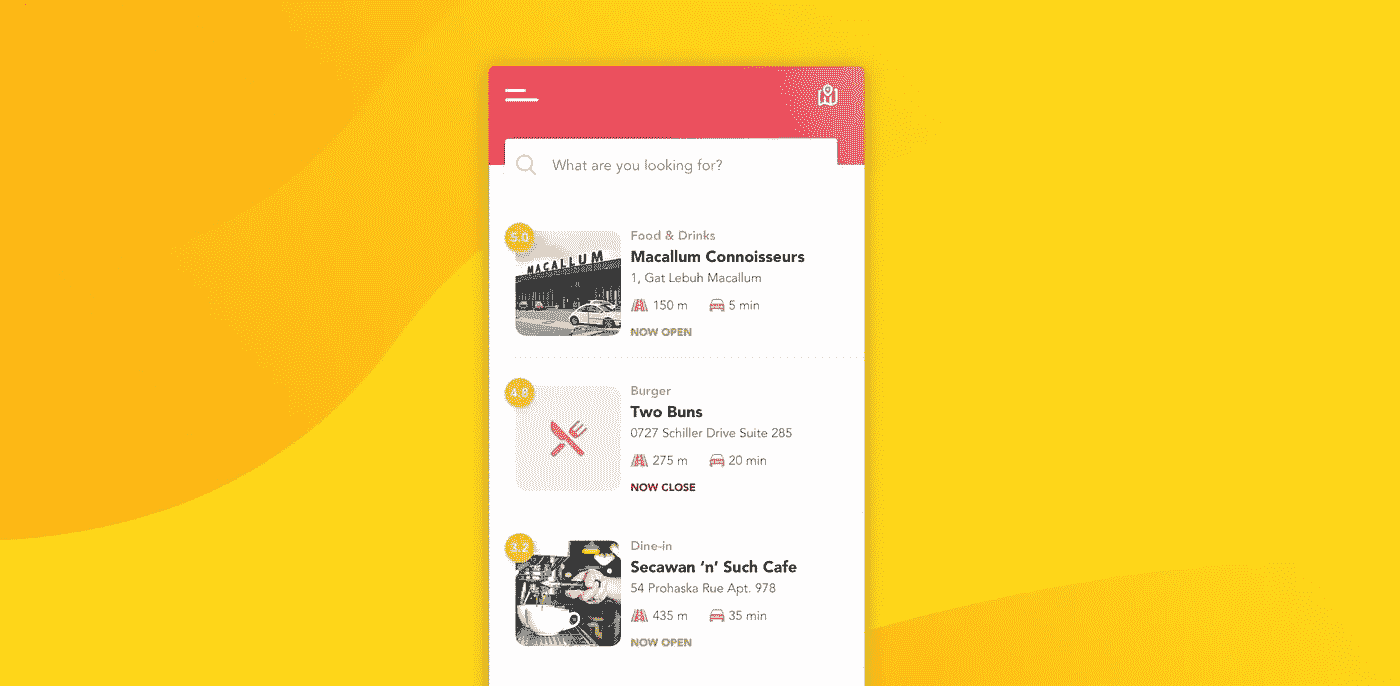 What are you looking for?
5.0
Food & Drinks
MACALLUM
Macallum Connoisseurs
1, Gat Lebuh Macallum
150 m
5 min
NOW OPEN
4.8
Burger
Two Buns
0727 Schiller Drive Suite 285
275 m
20 min
NOW CLOSE
3.2
Dine-in
Secawan ‘n’ Such Cafe
54 Prohaska Rue Apt. 978
435 m
35 min
NOW OPEN